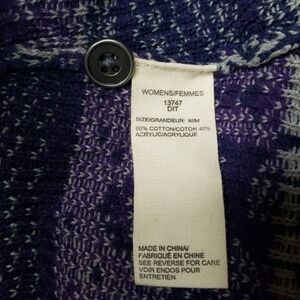 WOMENS/FEMMES
13747
DIT
SIZE/GRANDEUR: M/M
60% COTTON/COTON 40%
ACRYLIC/ACRYLIQUE
MADE IN CHINA/
FABRIQUÉ EN CHINE
SEE REVERSE FOR CARE
VOIR ENDOS POUR
ENTRETIEN